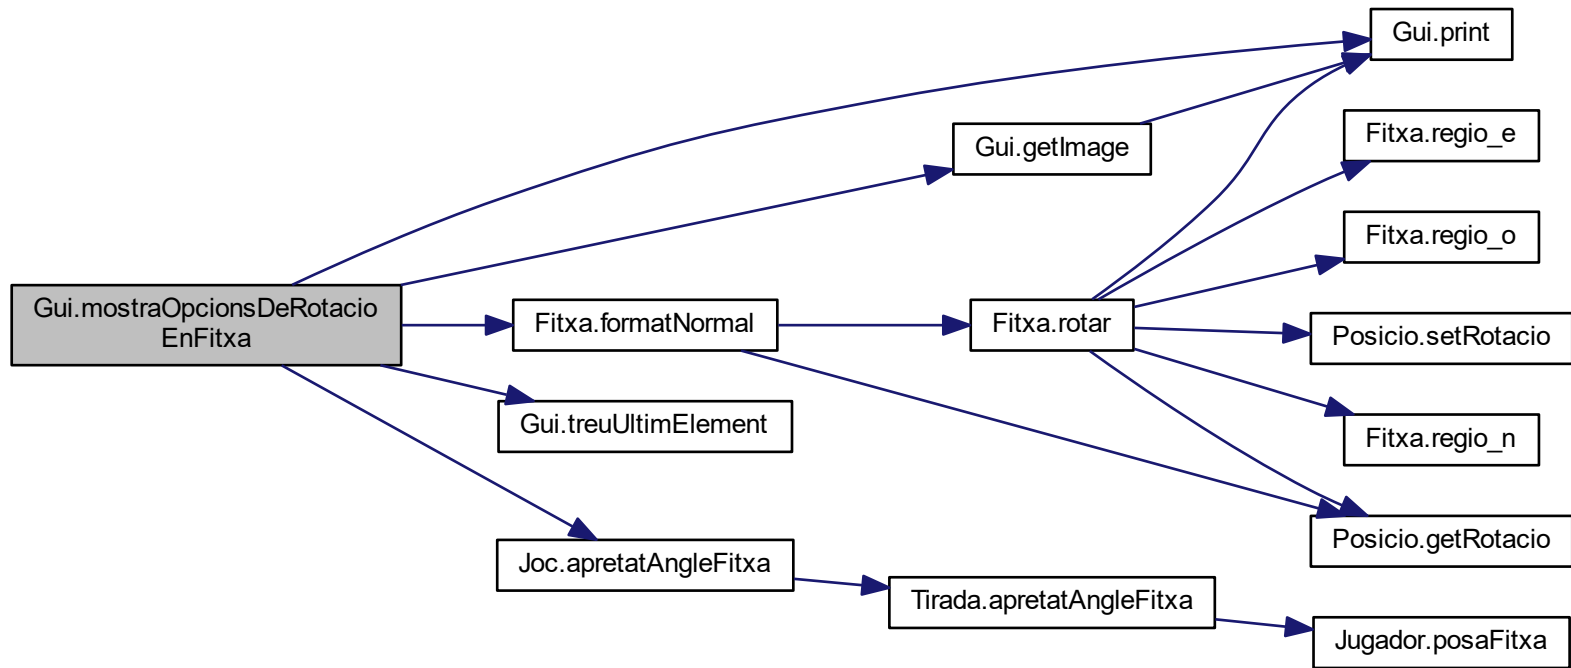 Gui.print
Fitxa.regio_e
Gui.getImage
Fitxa.regio_o
Gui.mostraOpcionsDeRotacio
EnFitxa
Fitxa.formatNormal
Fitxa.rotar
Posicio.setRotacio
Gui.treuUltimElement
Fitxa.regio_n
Posicio.getRotacio
Joc.apretatAngleFitxa
Tirada.apretatAngleFitxa
Jugador.posaFitxa